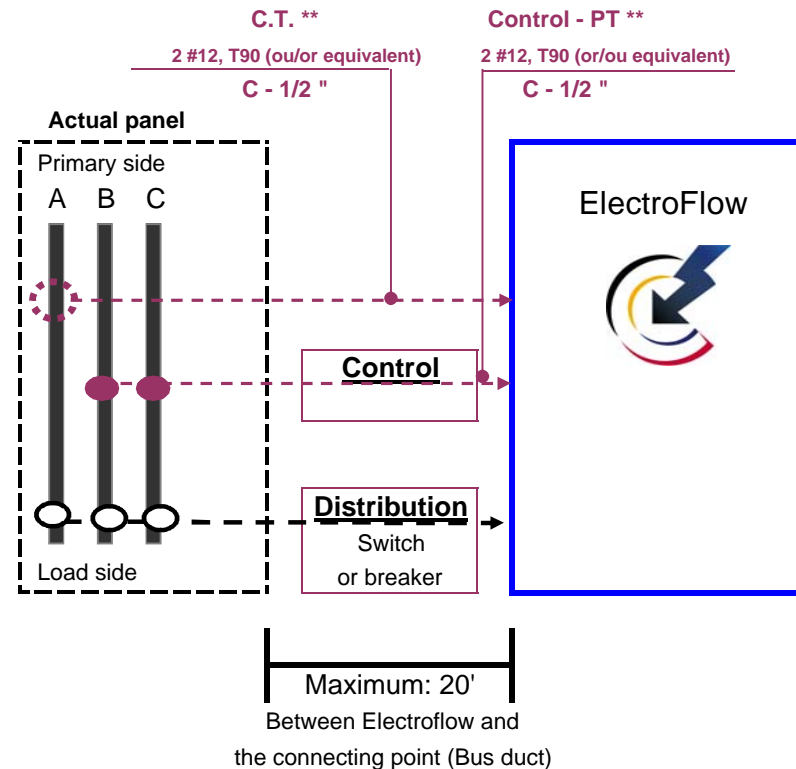 C.T. **
2 #12, T90 (ou/or equivalent)
C - 1/2 "
Control - PT **
2 #12, T90 (or/ou equivalent)
C - 1/2 "
Actual panel
Primary side
A B C
ElectroFlow
Control
Distribution
Switch
or breaker
Load side
Maximum: 20'
Between Electroflow and
the connecting point (Bus duct)